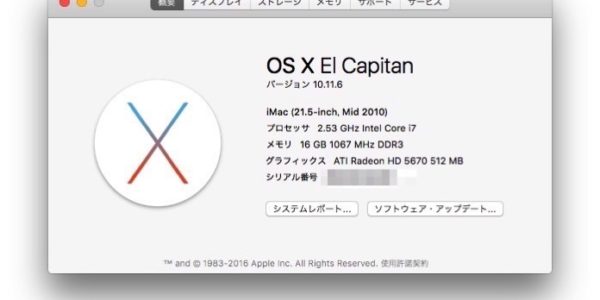 概要 ディスプレイ ストレージ メモリ サポート サービス
OS X El Capitan
バージョン 10.11.6
iMac (21.5-inch, Mid 2010)
プロセッサ 2.53 GHz Intel Core i7
メモリ 16 GB 1067 MHz DDR3
グラフィックス ATI Radeon HD 5670 512 MB
シリアル番号
システムレポート... ソフトウェア・アップデート...
™ and © 1983-2016 Apple Inc. All Rights Reserved. 使用許諾契約